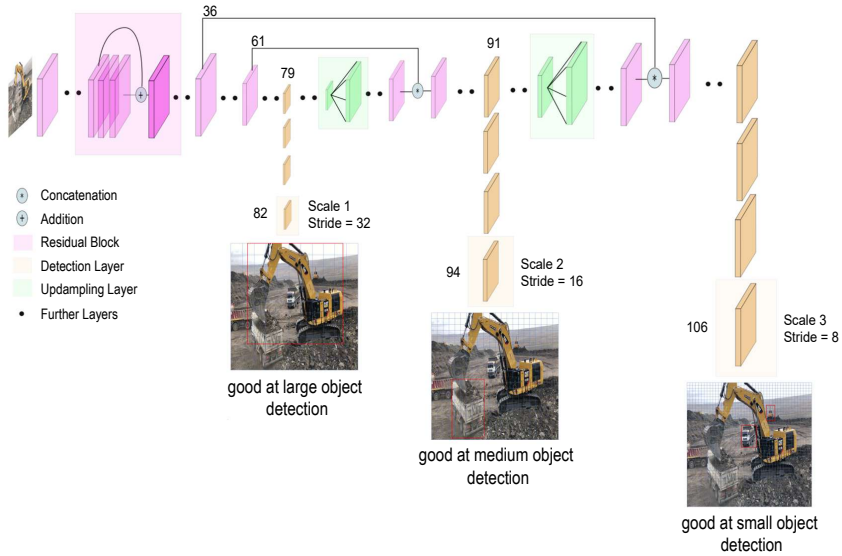 36
61
79
91
*
+
*
* Concatenation
+ Addition
Residual Block
Detection Layer
Updampling Layer
Further Layers
82
Scale 1
Stride = 32
94
Scale 2
Stride = 16
106
Scale 3
Stride = 8
good at large object
detection
good at medium object
detection
good at small object
detection